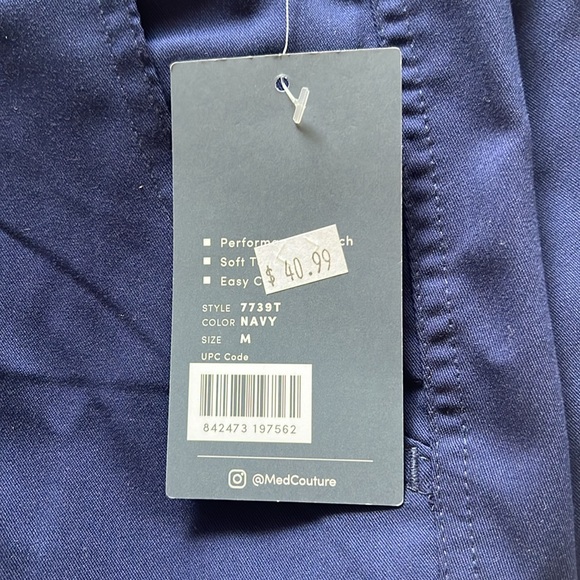 ■ Perform ch
■ Soft T
■ Easy C
$ 40.99
STYLE 7739T
COLOR NAVY
SIZE M
UPC Code
842473 197562
@MedCouture